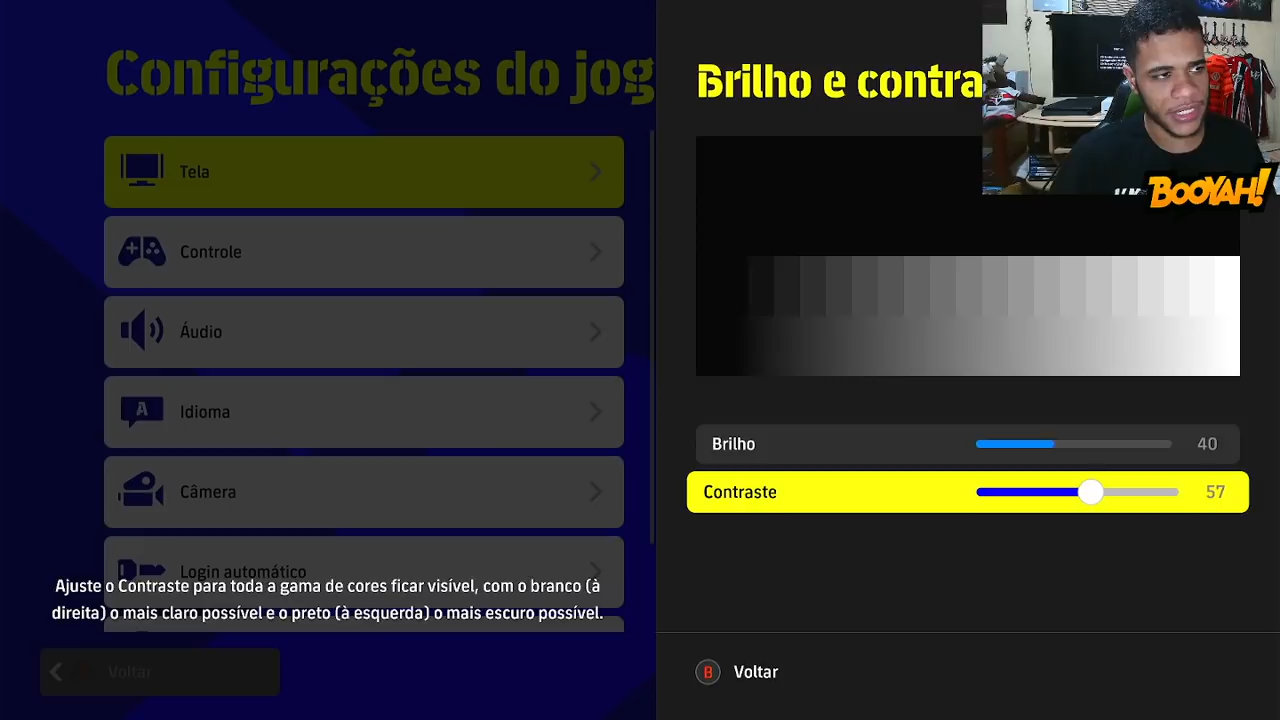 Configurações do jog
Tela
Controle
Áudio
Idioma
Câmera
Login automático
Ajuste o Contraste para toda a gama de cores ficar visível, com o branco (à
direita) o mais claro possível e o preto (à esquerda) o mais escuro possível.
Voltar
Brilho e contra
BOOYAH!
Brilho 40
Contraste 57
B Voltar